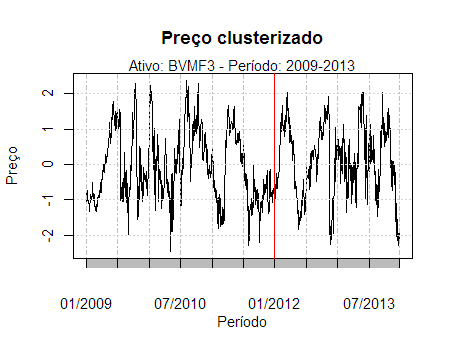 Preço clusterizado
Ativo: BVMF3 - Período: 2009-2013
Preço
2
1
0
-1
-2
01/2009 07/2010 01/2012 07/2013
Período